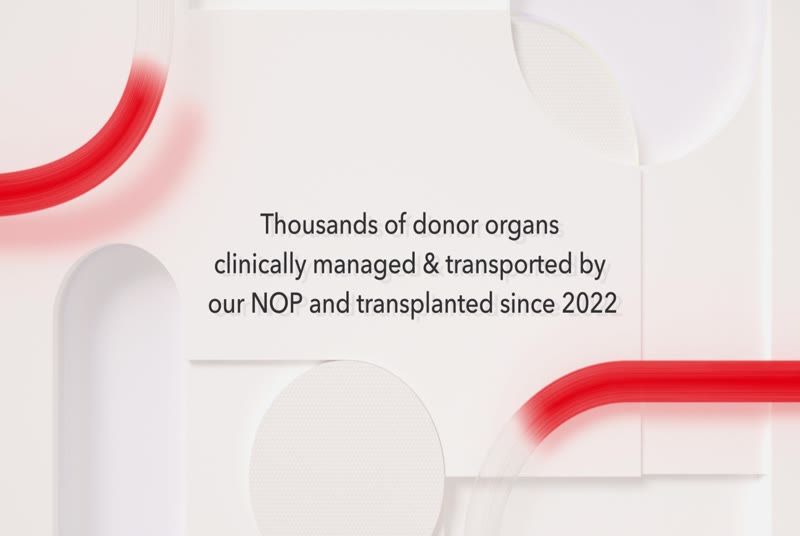 Thousands of donor organs
clinically managed & transported by
our NOP and transplanted since 2022